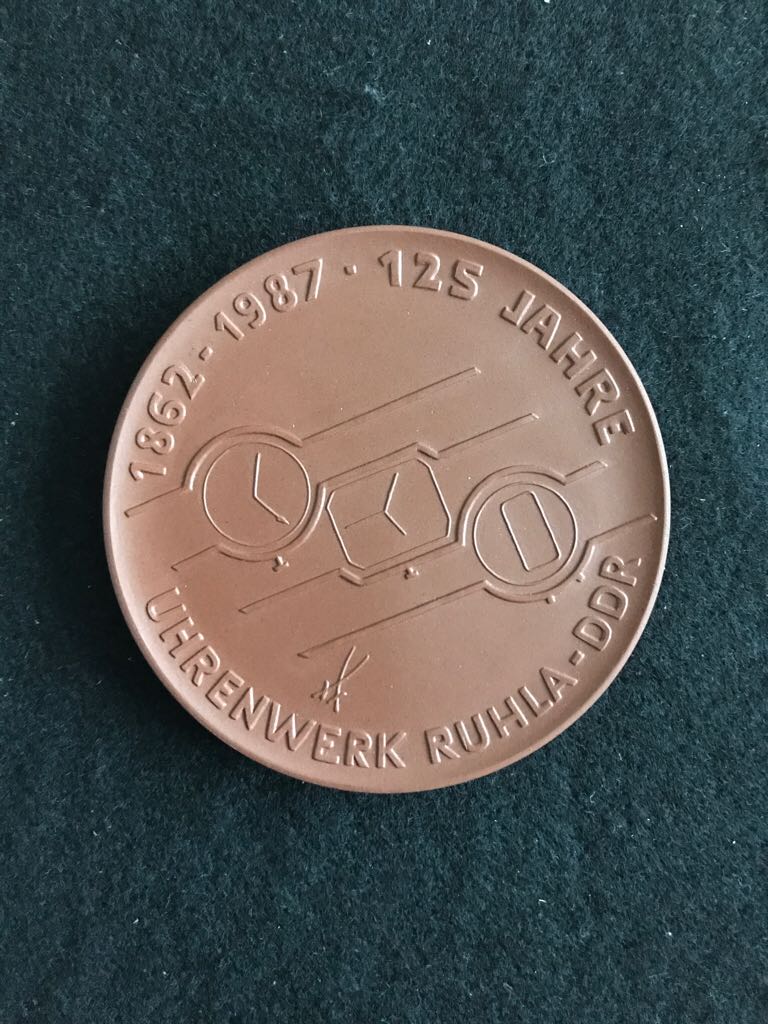 1862 - 1987 · 125 JAHRE
UHRENWERK RUHLA - DDR